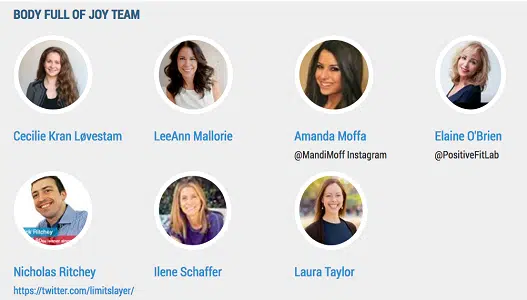 BODY FULL OF JOY TEAM
Cecilie Kran Løvestam
LeeAnn Mallorie
Amanda Moffa
@MandiMoff Instagram
Elaine O'Brien
@PositiveFitLab
Ritchey
Nicholas Ritchey
https://twitter.com/limitslayer/
Ilene Schaffer
Laura Taylor